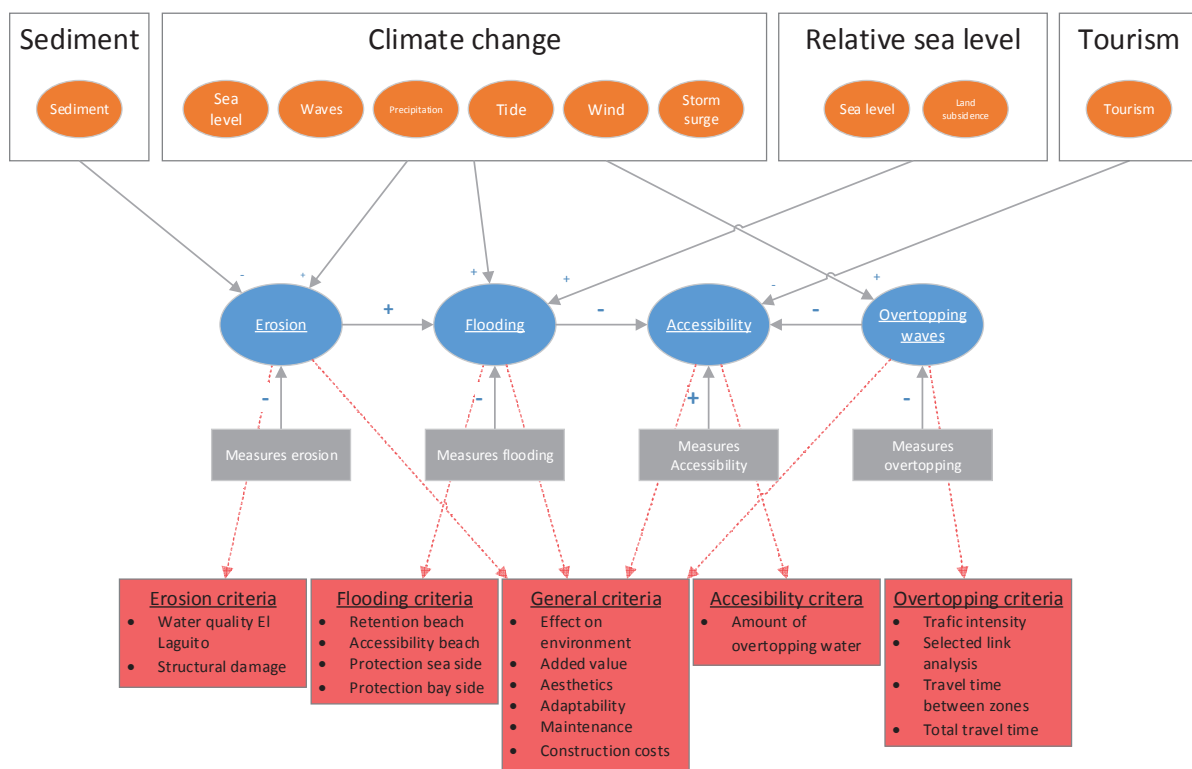 Sediment
Climate change
Relative sea level
Tourism
Sediment
Sea
level
Waves
Precipitation
Tide
Wind
Storm
surge
Sea level
Land
subsidence
Tourism
-
+
+
+
-
+
Erosion
+
Flooding
-
Accessibility
-
Overtopping
waves
-
-
+
-
Measures erosion
Measures flooding
Measures
Accessibility
Measures
overtopping
Erosion criteria
• Water quality El
Laguito
• Structural damage
Flooding criteria
• Retention beach
• Accessibility beach
• Protection sea side
• Protection bay side
General criteria
• Effect on
environment
• Added value
• Aesthetics
• Adaptability
• Maintenance
• Construction costs
Accesibility critera
• Amount of
overtopping water
Overtopping criteria
• Trafic intensity
• Selected link
analysis
• Travel time
between zones
• Total travel time